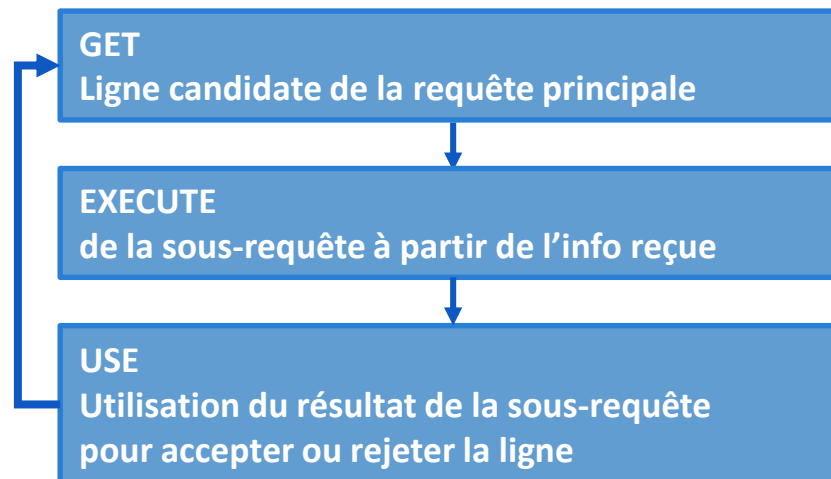 GET
Ligne candidate de la requête principale
EXECUTE
de la sous-requête à partir de l’info reçue
USE
Utilisation du résultat de la sous-requête
pour accepter ou rejeter la ligne